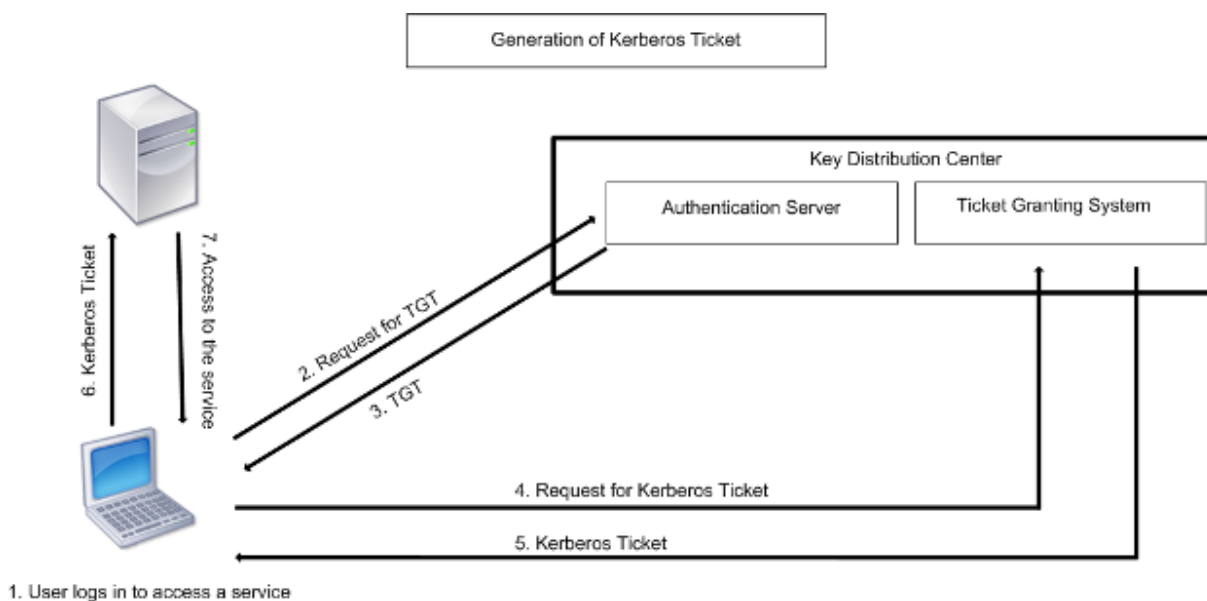 Generation of Kerberos Ticket
Key Distribution Center
Authentication Server
Ticket Granting System
6. Kerberos Ticket
7. Access to the service
2. Request for TGT
3. TGT
4. Request for Kerberos Ticket
5. Kerberos Ticket
1. User logs in to access a service